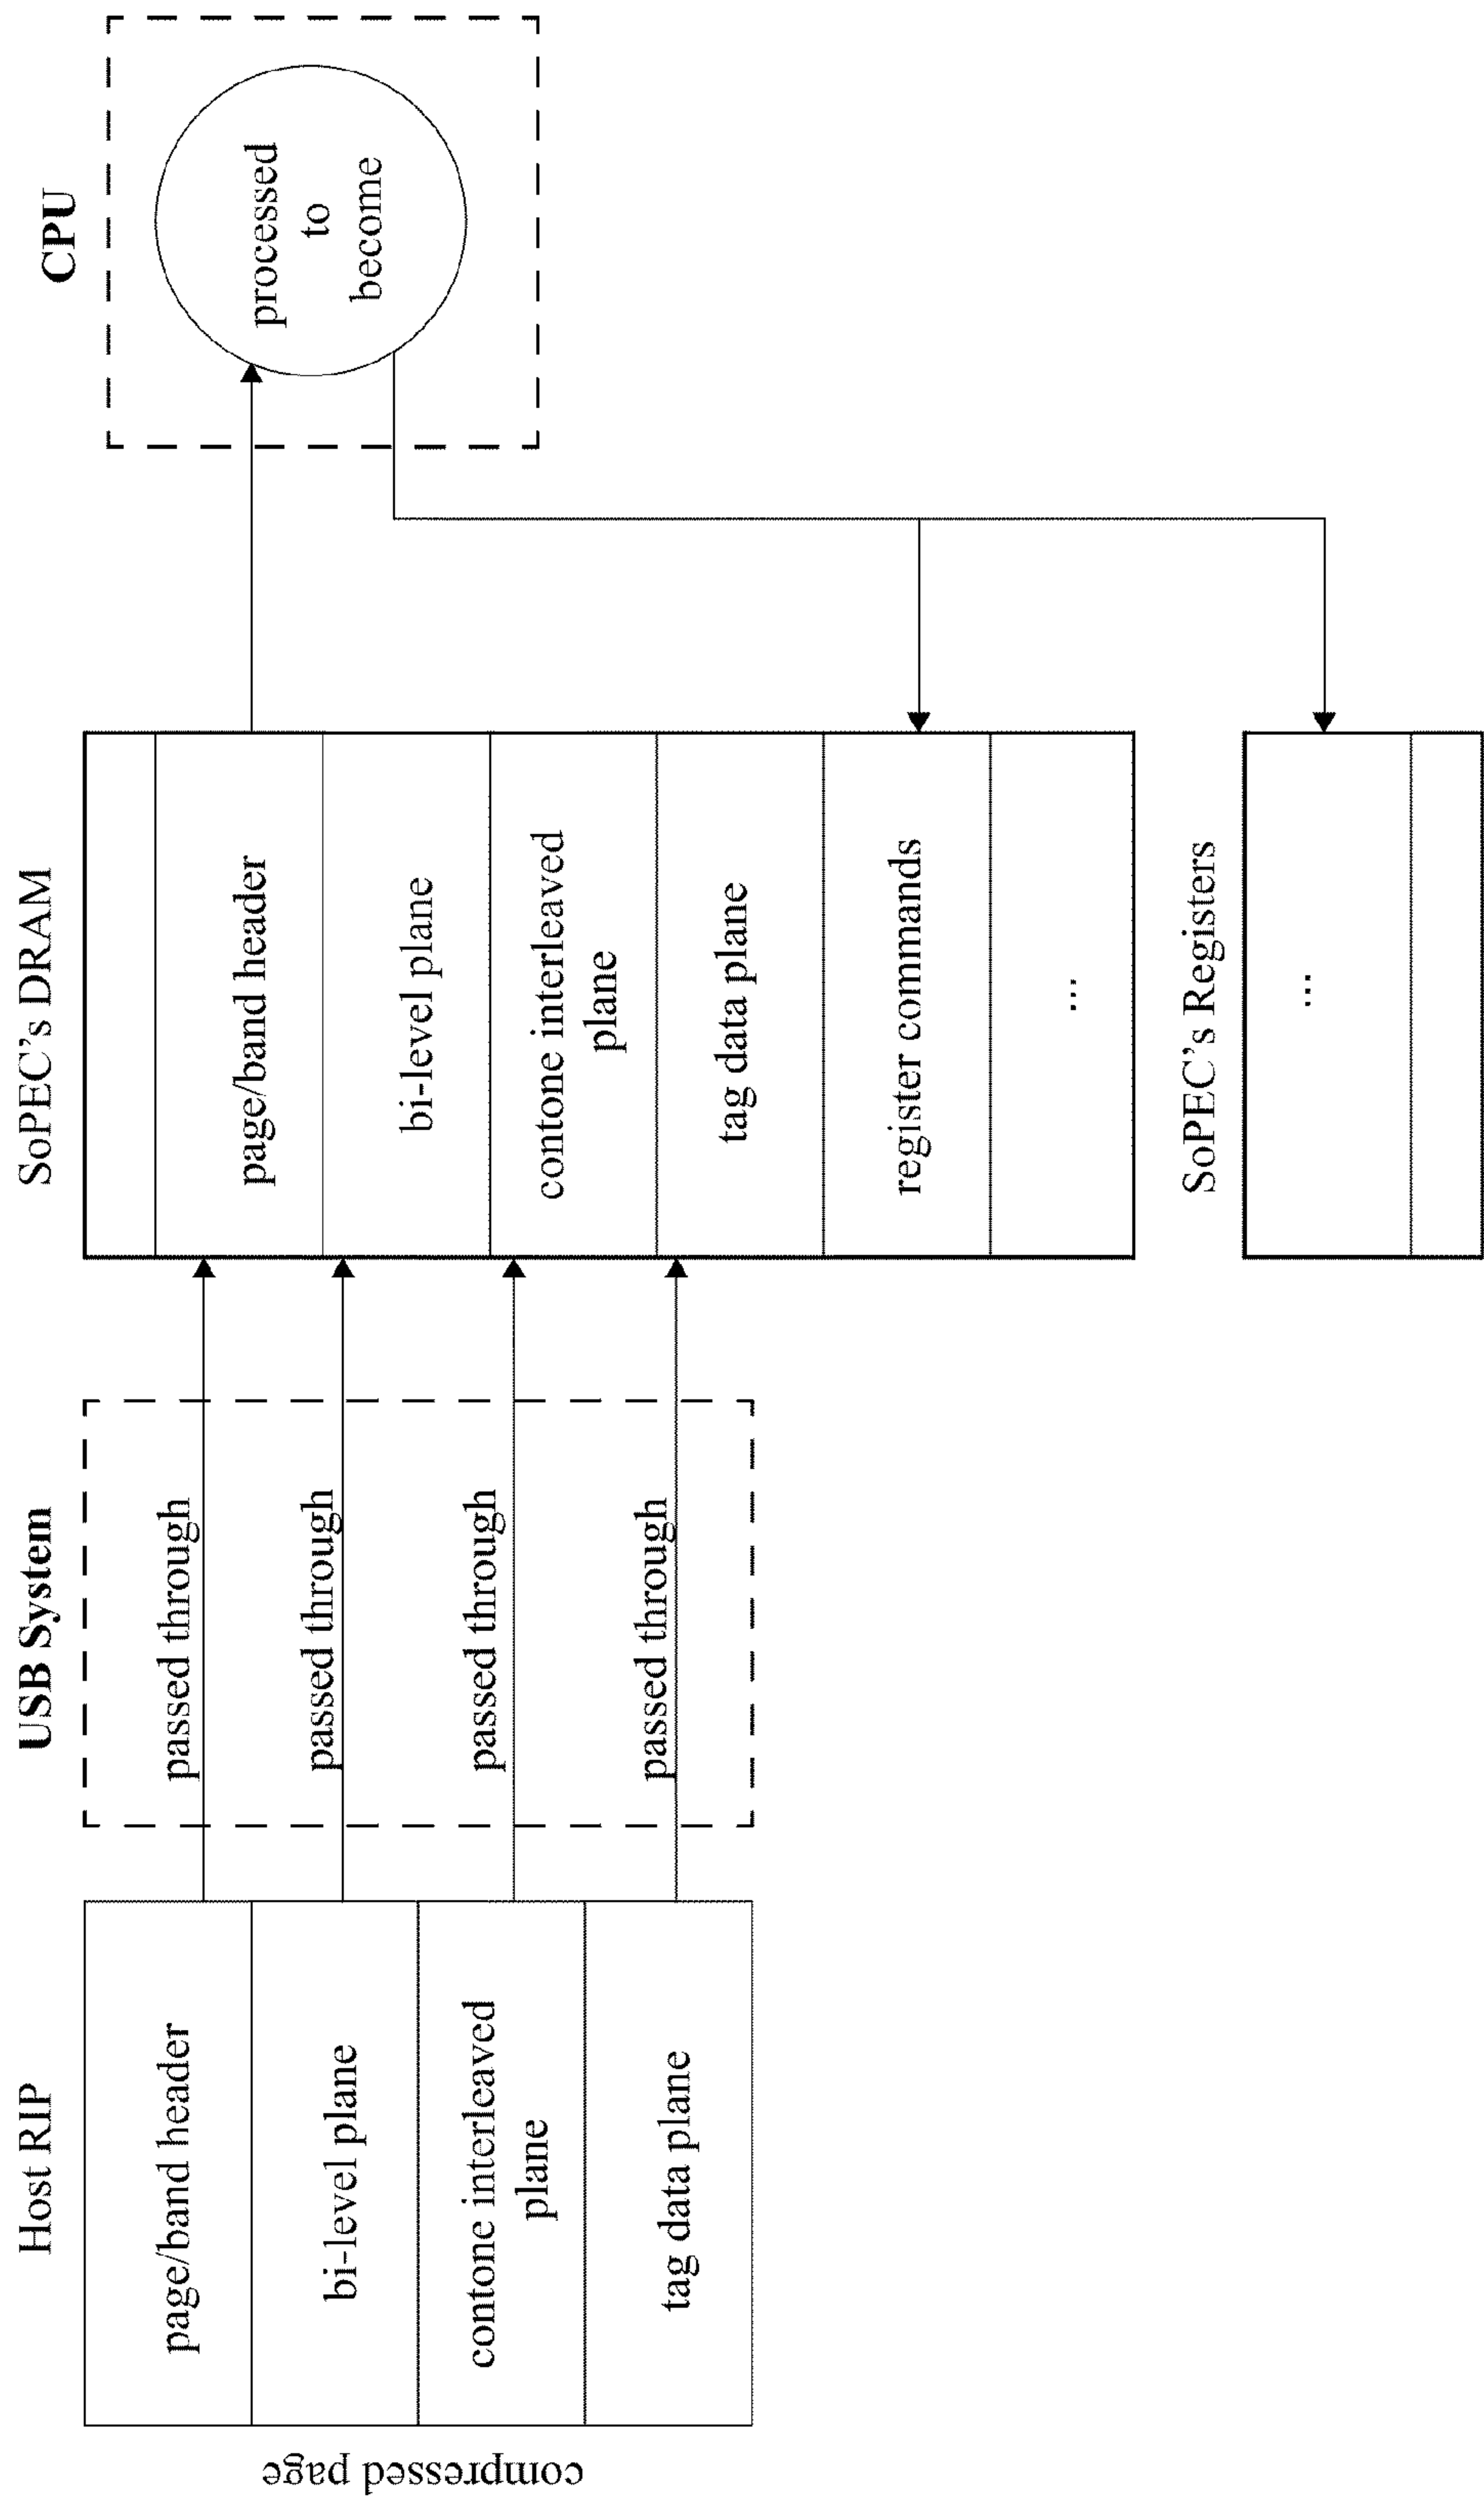 Host RIP
compressed page
page/band header
bi-level plane
contone interleaved
plane
tag data plane
USB System
passed through
passed through
passed through
passed through
SoPEC's DRAM
page/band header
bi-level plane
contone interleaved
plane
tag data plane
register commands
...
SoPEC's Registers
...
CPU
processed
to
become